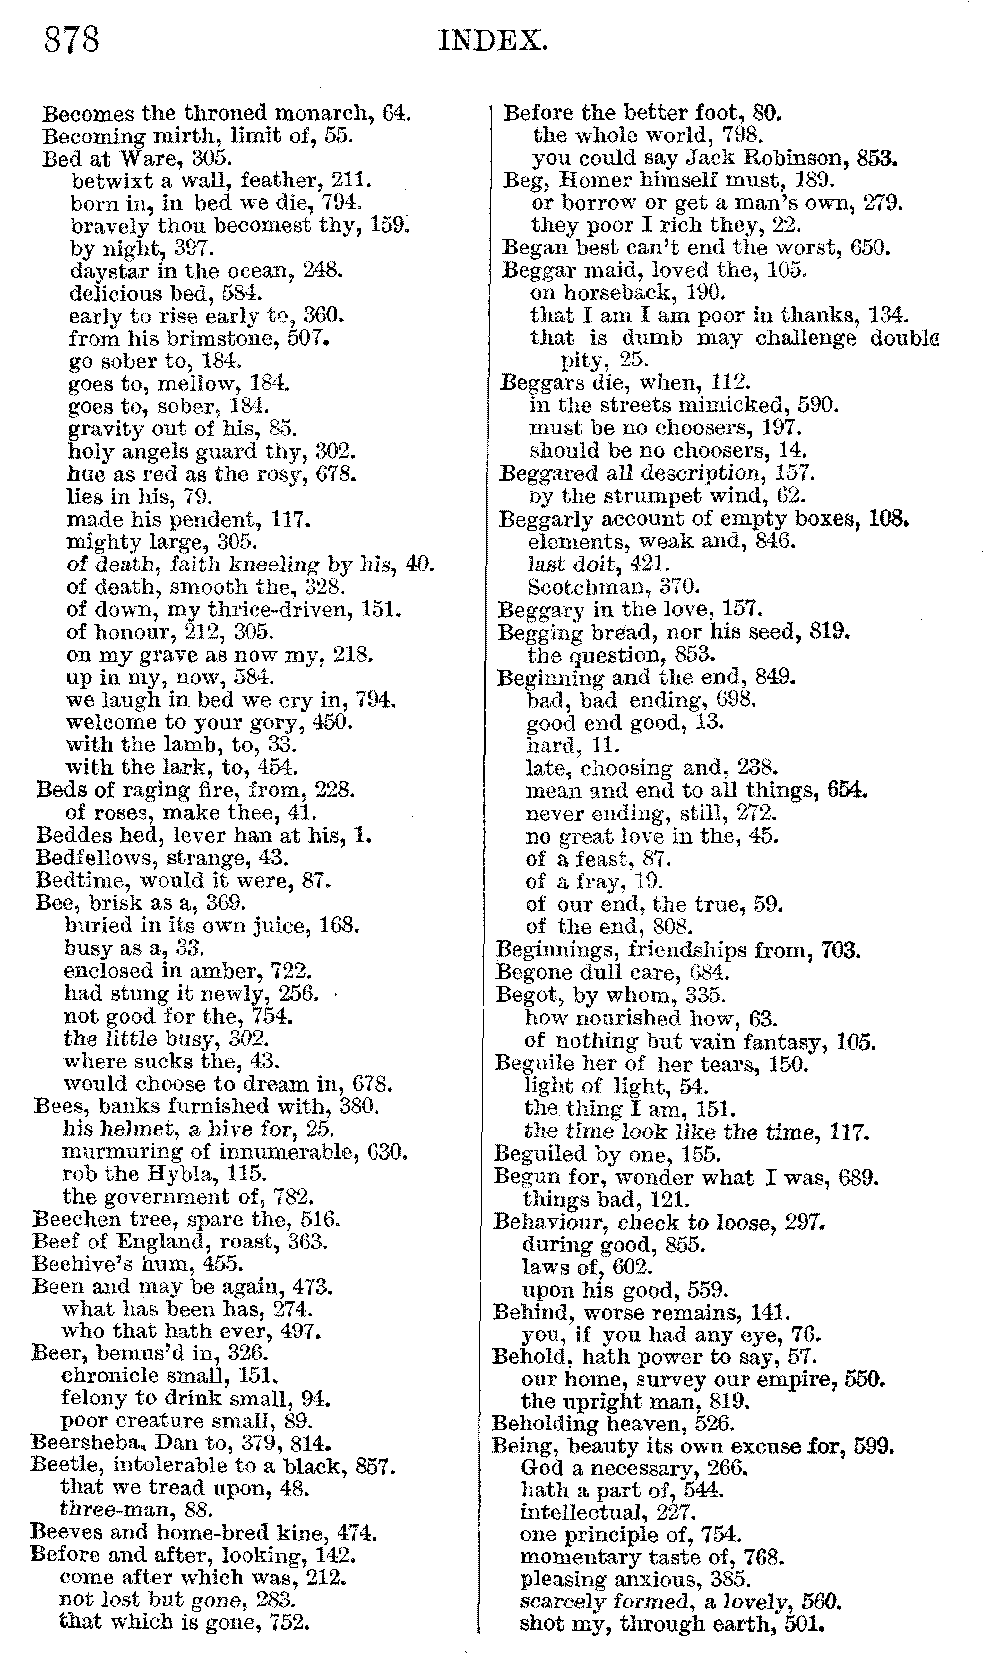 878
INDEX.
Becomes the throned monarch, 64.
Becoming mirth, limit of, 55.
Bed at Ware, 305.
betwixt a wall, feather, 211.
born in, in bed we die, 794.
bravely thou becomest thy, 159.
by night, 397.
daystar in the ocean, 248.
delicious bed, 584.
early to rise early to, 360.
from his brimstone, 507.
go sober to, 184.
goes to, mellow, 184.
goes to, sober, 184.
gravity out of his, 85.
holy angels guard thy, 302.
hue as red as the rosy, 678.
lies in his, 79.
made his pendent, 117.
mighty large, 305.
of death, faith kneeling by his, 40.
of death, smooth the, 328.
of down, my thrice-driven, 151.
of honour, 212, 305.
on my grave as now my, 218.
up in my, now, 584.
we laugh in bed we cry in, 794.
welcome to your gory, 450.
with the lamb, to, 33.
with the lark, to, 454.
Beds of raging fire, from, 228.
of roses, make thee, 41.
Beddes hed, lever han at his, 1.
Bedfellows, strange, 43.
Bedtime, would it were, 87.
Bee, brisk as a, 369.
buried in its own juice, 168.
busy as a, 33.
enclosed in amber, 722.
had stung it newly, 256.
not good for the, 754.
the little busy, 302.
where sucks the, 43.
would choose to dream in, 678.
Bees, banks furnished with, 380.
his helmet, a hive for, 25.
murmuring of innumerable, 630.
rob the Hybla, 115.
the government of, 782.
Beechen tree, spare the, 516.
Beef of England, roast, 363.
Beehive's hum, 455.
Been and may be again, 473.
what has been has, 274.
who that hath ever, 497.
Beer, bemus'd in, 326.
chronicle small, 151.
felony to drink small, 94.
poor creature small, 89.
Beersheba, Dan to, 379, 814.
Beetle, intolerable to a black, 857.
that we tread upon, 48.
three-man, 88.
Beeves and home-bred kine, 474.
Before and after, looking, 142.
come after which was, 212.
not lost but gone, 283.
that which is gone, 752.
Before the better foot, 80.
the whole world, 798.
you could say Jack Robinson, 853.
Beg, Homer himself must, 189.
or borrow or get a man's own, 279.
they poor I rich they, 22.
Began best can't end the worst, 650.
Beggar maid, loved the, 105.
on horseback, 190.
that I am I am poor in thanks, 134.
that is dumb may challenge double
pity, 25.
Beggars die, when, 112.
in the streets mimicked, 590.
must be no choosers, 197.
should be no choosers, 14.
Beggared all description, 157.
by the strumpet wind, 62.
Beggarly account of empty boxes, 108.
elements, weak and, 846.
last doit, 421.
Scotchman, 370.
Beggary in the love, 157.
Begging bread, nor his seed, 819.
the question, 853.
Beginning and the end, 849.
bad, bad ending, 698.
good end good, 13.
hard, 11.
late, choosing and, 238.
mean and end to all things, 654.
never ending, still, 272.
no great love in the, 45.
of a feast, 87.
of a fray, 19.
of our end, the true, 59.
of the end, 808.
Beginnings, friendships from, 703.
Begone dull care, 684.
Begot, by whom, 335.
how nourished how, 63.
of nothing but vain fantasy, 105.
Beguile her of her tears, 150.
light of light, 54.
the thing I am, 151.
the time look like the time, 117.
Beguiled by one, 155.
Begun for, wonder what I was, 689.
things bad, 121.
Behaviour, check to loose, 297.
during good, 855.
laws of, 602.
upon his good, 559.
Behind, worse remains, 141.
you, if you had any eye, 76.
Behold, hath power to say, 57.
our home, survey our empire, 550.
the upright man, 819.
Beholding heaven, 526.
Being, beauty its own excuse for, 599.
God a necessary, 266.
hath a part of, 544.
intellectual, 227.
one principle of, 754.
momentary taste of, 768.
pleasing anxious, 385.
scarcely formed, a lovely, 560.
shot my, through earth, 501.